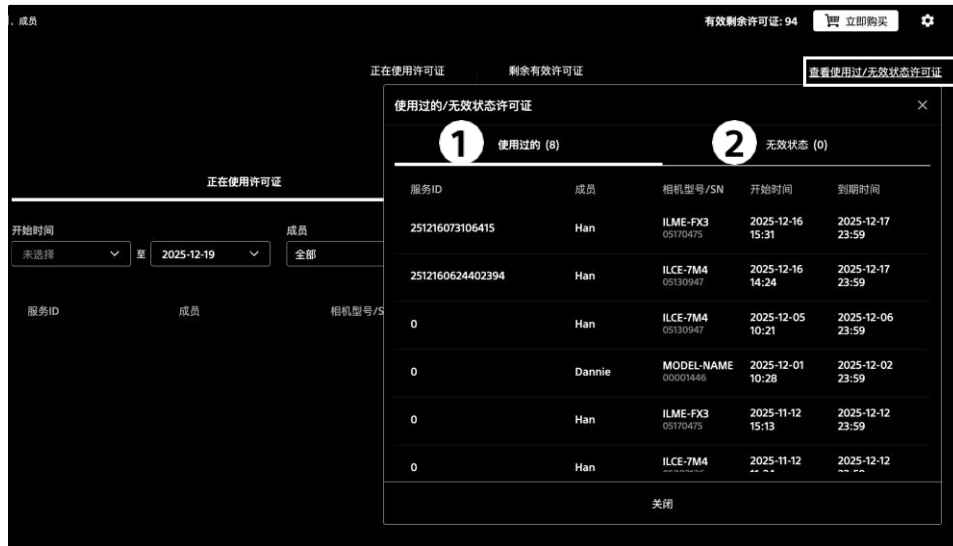 成员
有效剩余许可证: 94
立即购买
正在使用许可证
剩余有效许可证
查看使用过/无效状态许可证
使用过的/无效状态许可证
1
使用过的 (8)
2
无效状态 (0)
正在使用许可证
开始时间
成员
未选择
至
2025-12-19
全部
服务ID
成员
相机型号/S
服务ID 成员 相机型号/SN 开始时间 到期时间
251216073106415 Han ILME-FX3 2025-12-16 2025-12-17
05170475 15:31 23:59
2512160624402394 Han ILCE-7M4 2025-12-16 2025-12-17
05130947 14:24 23:59
0 Han ILCE-7M4 2025-12-05 2025-12-06
05130947 10:21 23:59
0 Dannie MODEL-NAME 2025-12-01 2025-12-02
00001446 10:28 23:59
0 Han ILME-FX3 2025-11-12 2025-12-12
05170475 15:13 23:59
0 Han ILCE-7M4 2025-11-12 2025-12-12
关闭